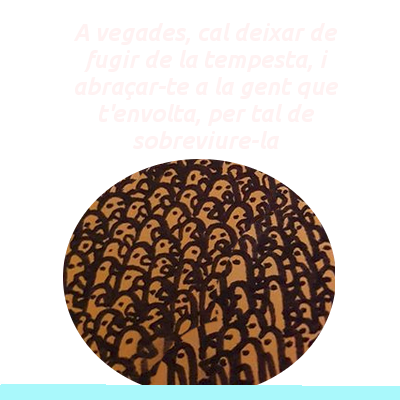 A vegades, cal deixar de
fugir de la tempesta, i
abraçar-te a la gent que
t'envolta, per tal de
sobreviure-la